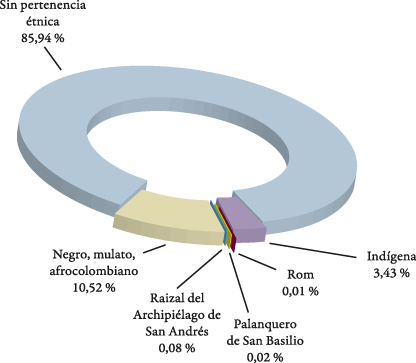 Sin pertenencia
étnica
85,94 %
Negro, mulato,
afrocolombiano
10,52 %
Raizal del
Archipiélago de
San Andrés
0,08 %
Palanquero
de San Basilio
0,02 %
Rom
0,01 %
Indígena
3,43 %